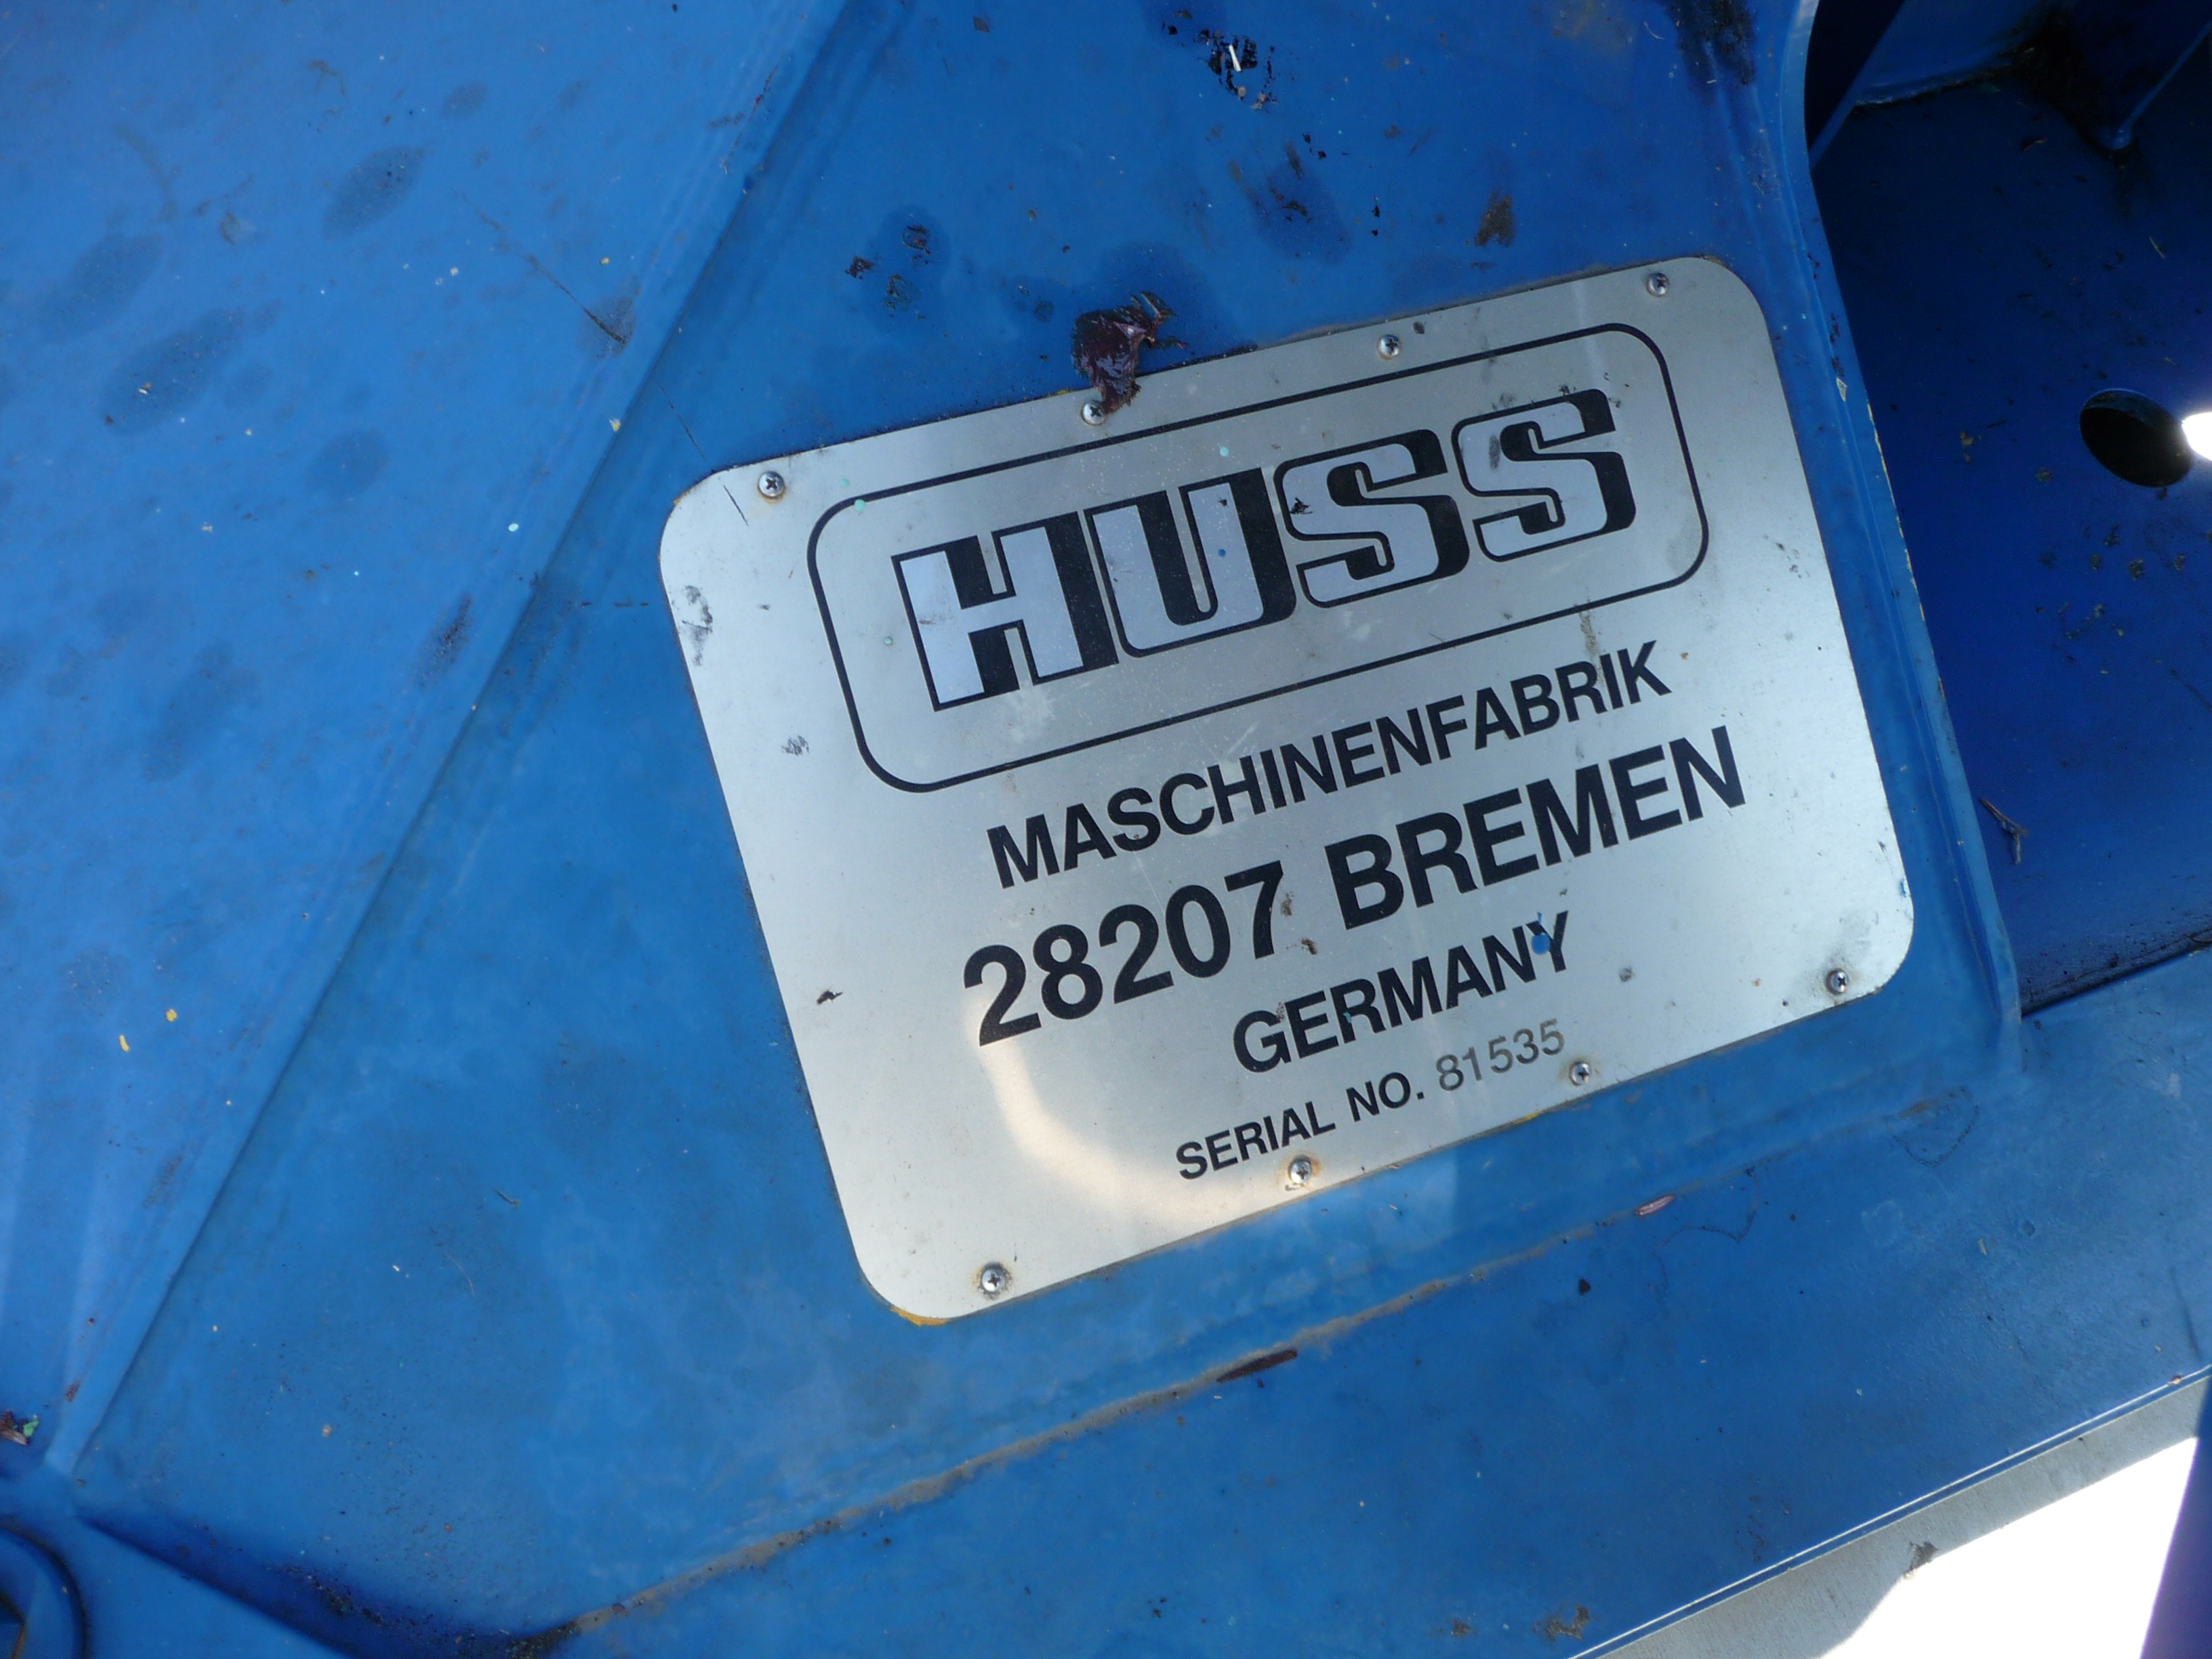 HUSS
MASCHINENFABRIK
28207 BREMEN
GERMANY
SERIAL NO. 81535